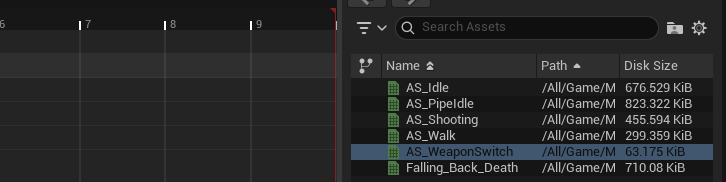 6 7 8 9
Search Assets
Name Path Disk Size
AS_Idle /All/Game/M 676.529 KiB
AS_PipeIdle /All/Game/M 823.322 KiB
AS_Shooting /All/Game/M 455.594 KiB
AS_Walk /All/Game/M 299.359 KiB
AS_WeaponSwitch /All/Game/M 63.175 KiB
Falling_Back_Death /All/Game/M 710.08 KiB